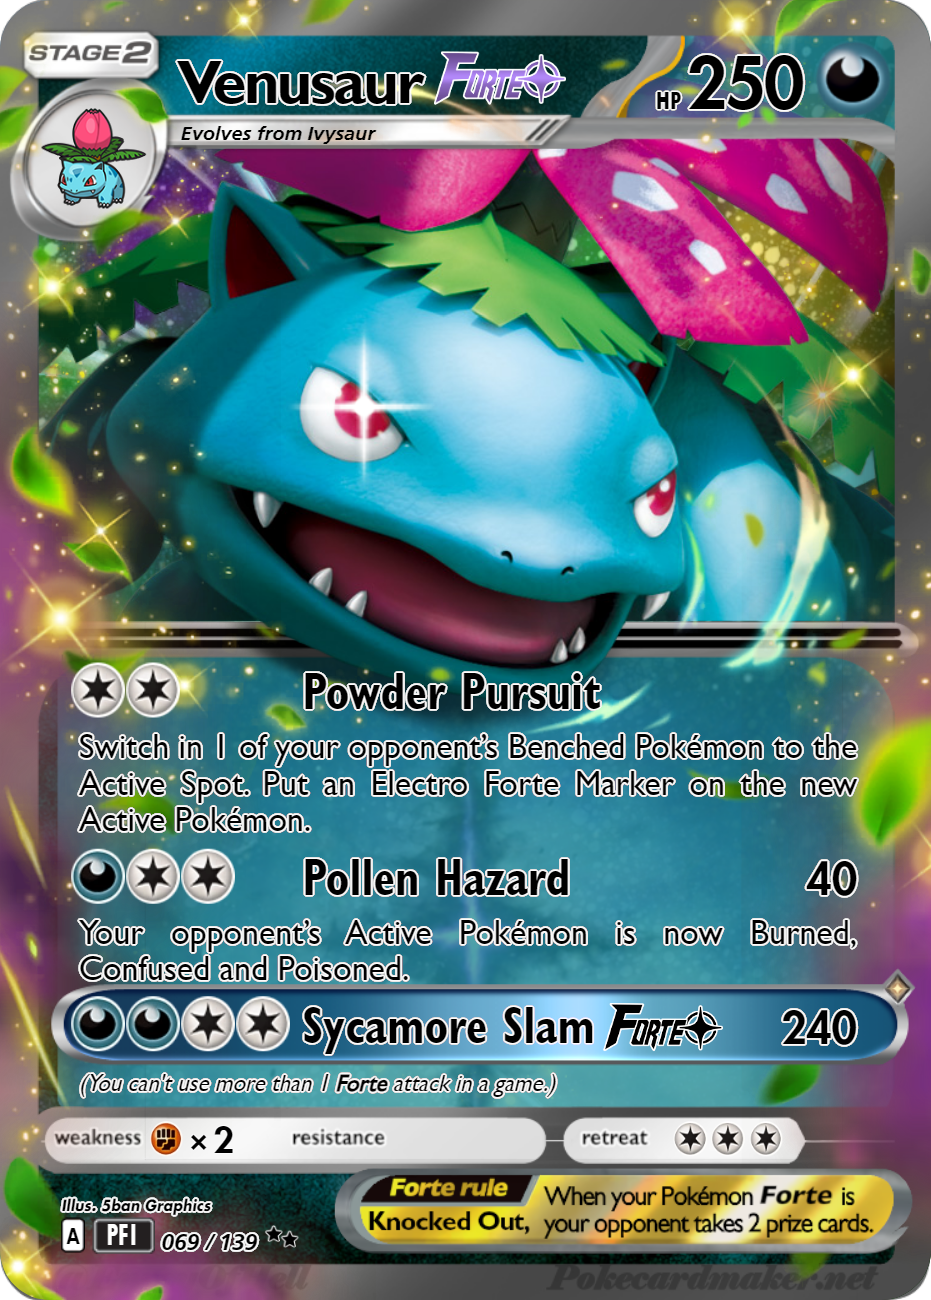 STAGE2
Venusaur FORTE HP 250
Evolves from Ivysaur
Powder Pursuit
Switch in 1 of your opponent's Benched Pokémon to the
Active Spot. Put an Electro Forte Marker on the new
Active Pokémon.
Pollen Hazard 40
Your opponent's Active Pokémon is now Burned,
Confused and Poisoned.
Sycamore Slam FORTE 240
(You can't use more than 1 Forte attack in a game.)
weakness × 2 resistance retreat
Forte rule
When your Pokémon Forte is
Knocked Out, your opponent takes 2 prize cards.
Illus. 5ban Graphics
A PFI 069 / 139
Pokecardmaker.net